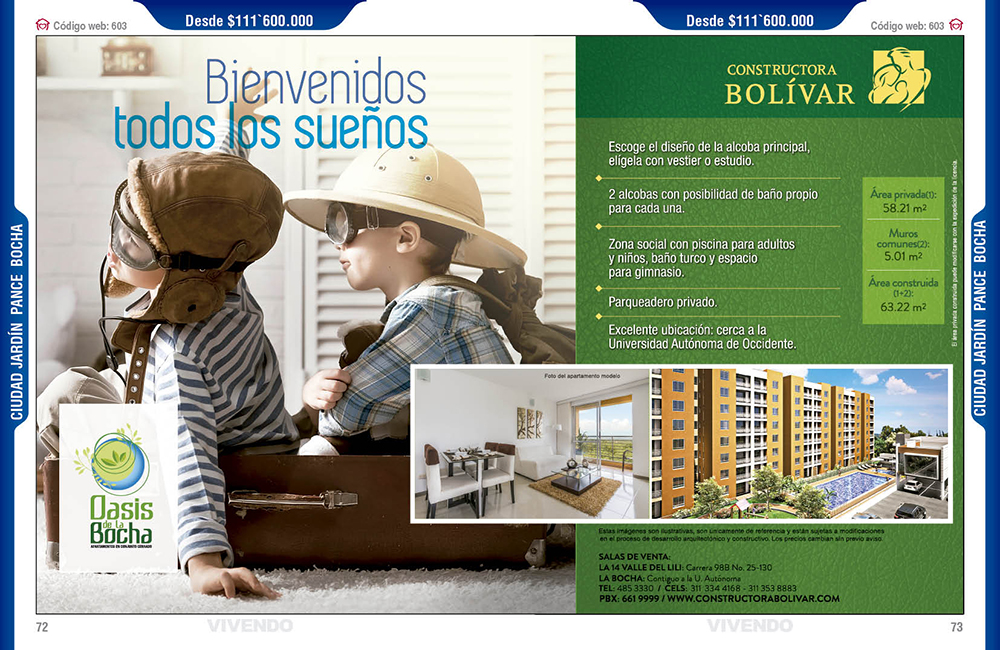 Código web: 603
Desde $111`600.000
Desde $111`600.000
Código web: 603
CIUDAD JARDÍN PANCE BOCHA
Bienvenidos
todos los sueños
Oasis
de la
Bocha
APARTAMENTOS EN CONJUNTO CERRADO
CONSTRUCTORA
BOLÍVAR
Escoge el diseño de la alcoba principal,
elígela con vestier o estudio.
2 alcobas con posibilidad de baño propio
para cada una.
Zona social con piscina para adultos
y niños, baño turco y espacio
para gimnasio.
Parqueadero privado.
Excelente ubicación: cerca a la
Universidad Autónoma de Occidente.
Área privada(1):
58.21 m²
Muros
comunes(2):
5.01 m²
Área construida
(1+2):
63.22 m²
El área privada construida puede modificarse con la expedición de la licencia.
CIUDAD JARDÍN PANCE BOCHA
Foto del apartamento modelo
Estas imágenes son ilustrativas, son únicamente de referencia y están sujetas a modificaciones
en el proceso de desarrollo arquitectónico y constructivo. Los precios cambian sin previo aviso.
SALAS DE VENTA:
LA 14 VALLE DEL LILI: Carrera 98B No. 25-130
LA BOCHA: Contiguo a la U. Autónoma
TEL: 485 3330 / CELS: 311 334 4168 - 311 353 8883
PBX: 661 9999 / WWW.CONSTRUCTORABOLIVAR.COM
72
VIVENDO
VIVENDO
73